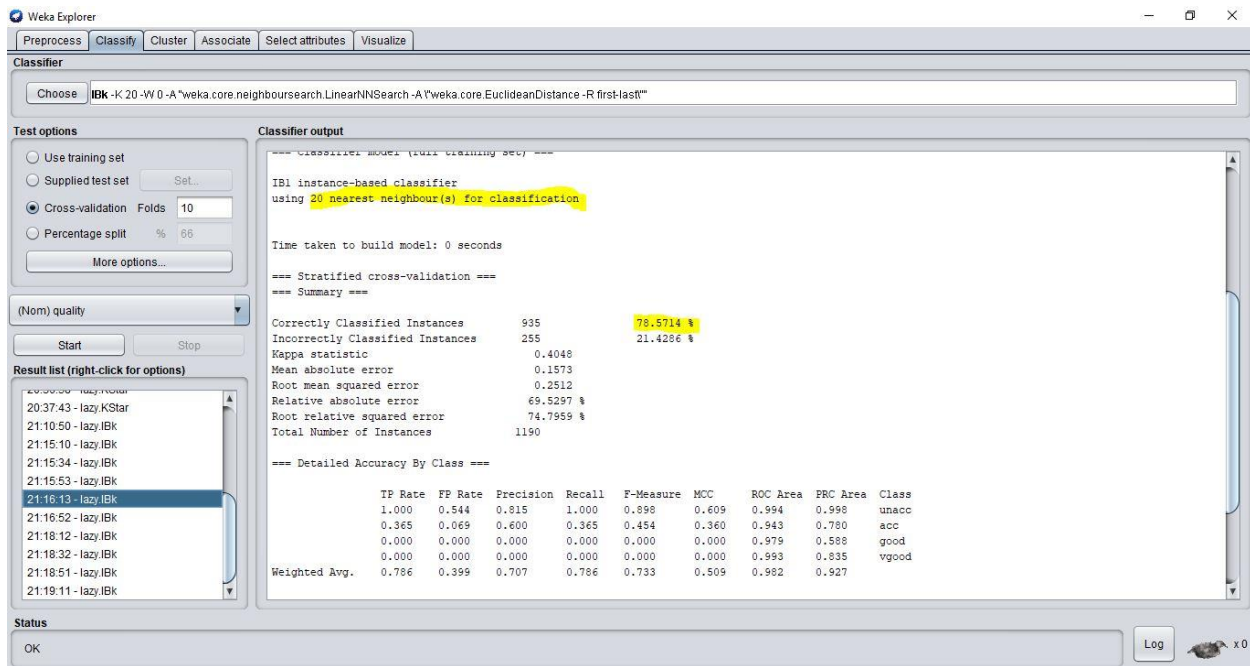 Weka Explorer
Preprocess Classify Cluster Associate Select attributes Visualize
Classifier
Choose IBk -K 20 -W 0 -A "weka.core.neighboursearch.LinearNNSearch -A \"weka.core.EuclideanDistance -R first-last\""
Test options
Use training set
Supplied test set Set...
Cross-validation Folds 10
Percentage split % 66
More options...
(Nom) quality
Start Stop
Result list (right-click for options)
20:37:43 - lazy.KStar
21:10:50 - lazy.IBk
21:15:10 - lazy.IBk
21:15:34 - lazy.IBk
21:15:53 - lazy.IBk
21:16:13 - lazy.IBk
21:16:52 - lazy.IBk
21:18:12 - lazy.IBk
21:18:32 - lazy.IBk
21:18:51 - lazy.IBk
21:19:11 - lazy.IBk
Classifier output
=== Classifier model (full training set) ===
IB1 instance-based classifier
using 20 nearest neighbour(s) for classification
Time taken to build model: 0 seconds
=== Stratified cross-validation ===
=== Summary ===
Correctly Classified Instances 935 78.5714 %
Incorrectly Classified Instances 255 21.4286 %
Kappa statistic 0.4048
Mean absolute error 0.1573
Root mean squared error 0.2512
Relative absolute error 69.5297 %
Root relative squared error 74.7959 %
Total Number of Instances 1190
=== Detailed Accuracy By Class ===
TP Rate FP Rate Precision Recall F-Measure MCC ROC Area PRC Area Class
1.000 0.544 0.815 1.000 0.898 0.609 0.994 0.998 unacc
0.365 0.069 0.600 0.365 0.454 0.360 0.943 0.780 acc
0.000 0.000 0.000 0.000 0.000 0.000 0.979 0.588 good
0.000 0.000 0.000 0.000 0.000 0.000 0.993 0.835 vgood
Weighted Avg. 0.786 0.399 0.707 0.786 0.733 0.509 0.982 0.927
Status
OK
Log x 0